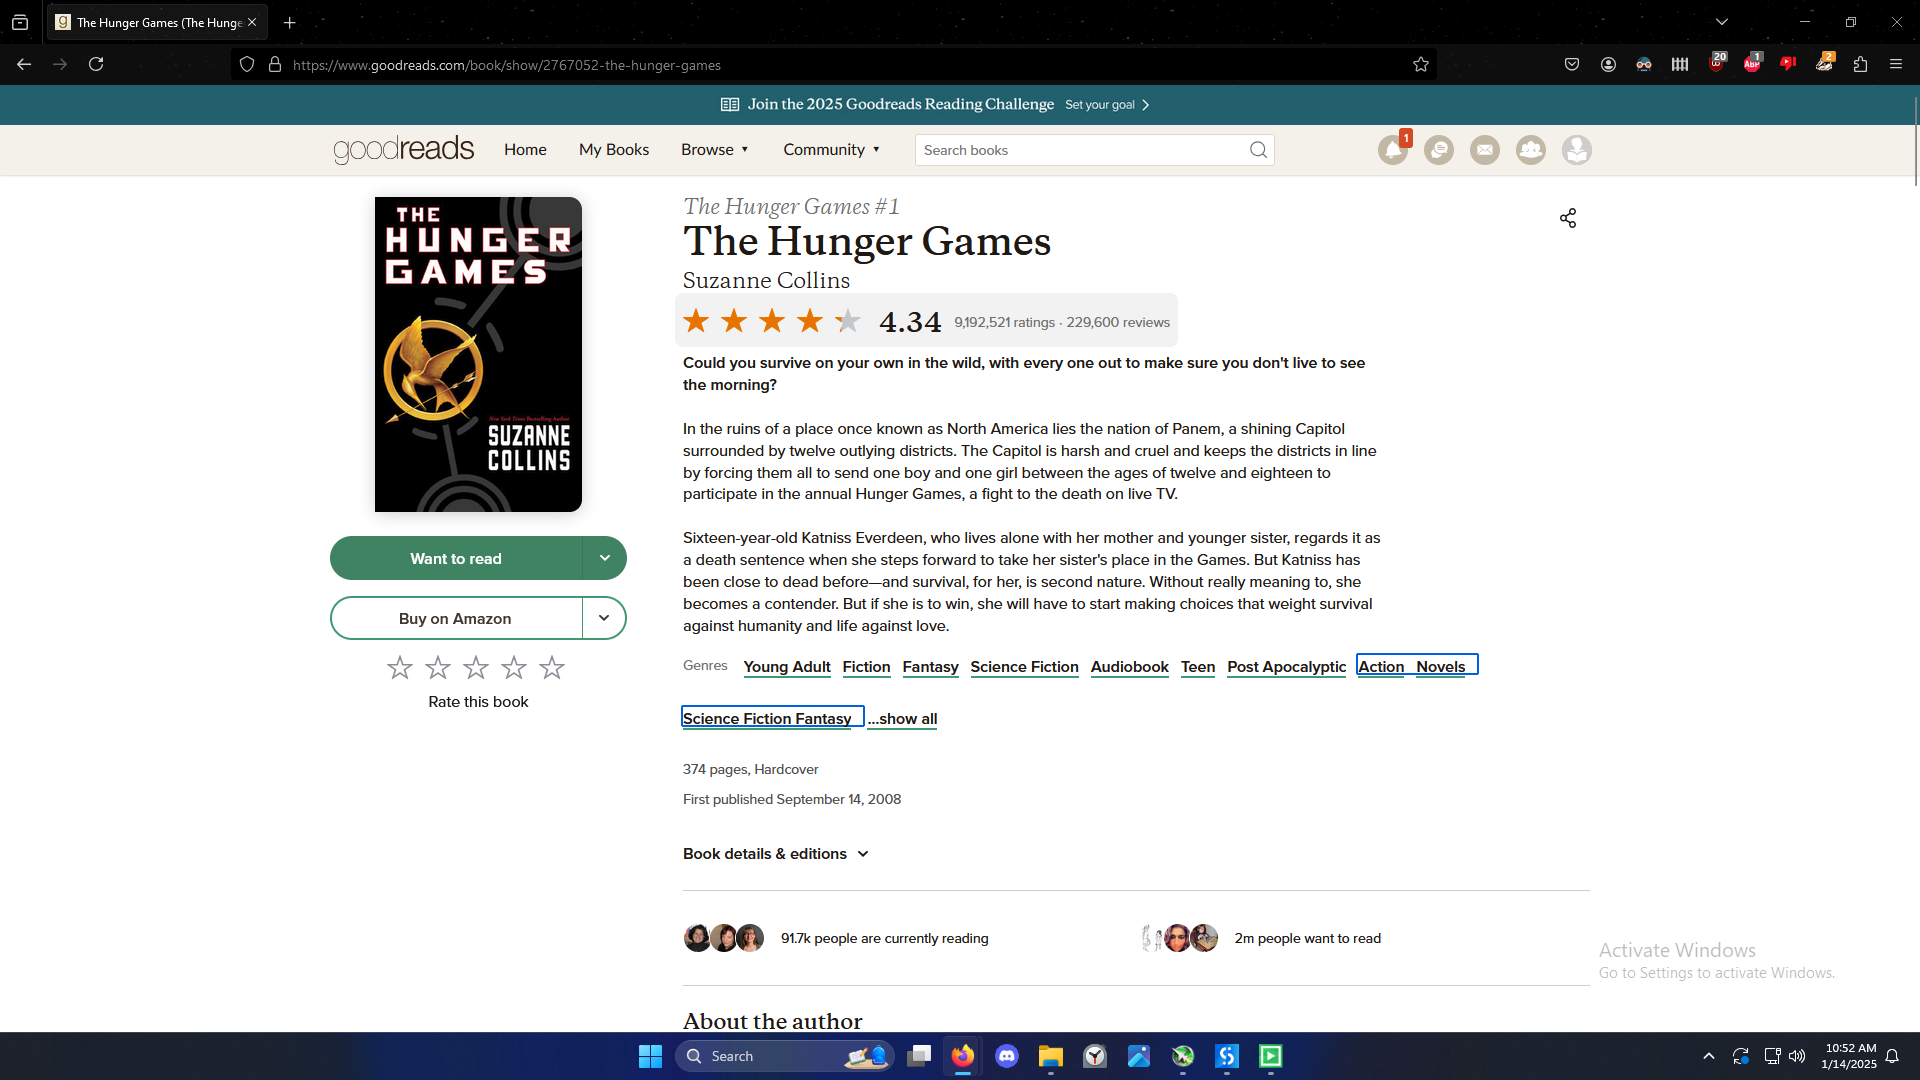 The Hunger Games (The Hunge
https://www.goodreads.com/book/show/2767052-the-hunger-games
20
ABP
1
2
Join the 2025 Goodreads Reading Challenge Set your goal
goodreads
Home
My Books
Browse
Community
Search books
1
THE
HUNGER
GAMES
New York Times Bestselling Author
SUZANNE
COLLINS
Want to read
Buy on Amazon
Rate this book
The Hunger Games #1
The Hunger Games
Suzanne Collins
4.34 9,192,521 ratings · 229,600 reviews
Could you survive on your own in the wild, with every one out to make sure you don't live to see
the morning?
In the ruins of a place once known as North America lies the nation of Panem, a shining Capitol
surrounded by twelve outlying districts. The Capitol is harsh and cruel and keeps the districts in line
by forcing them all to send one boy and one girl between the ages of twelve and eighteen to
participate in the annual Hunger Games, a fight to the death on live TV.
Sixteen-year-old Katniss Everdeen, who lives alone with her mother and younger sister, regards it as
a death sentence when she steps forward to take her sister's place in the Games. But Katniss has
been close to dead before—and survival, for her, is second nature. Without really meaning to, she
becomes a contender. But if she is to win, she will have to start making choices that weight survival
against humanity and life against love.
Genres Young Adult Fiction Fantasy Science Fiction Audiobook Teen Post Apocalyptic Action Novels
Science Fiction Fantasy ...show all
374 pages, Hardcover
First published September 14, 2008
Book details & editions
91.7k people are currently reading
2m people want to read
About the author
Activate Windows
Go to Settings to activate Windows.
Search
10:52 AM
1/14/2025